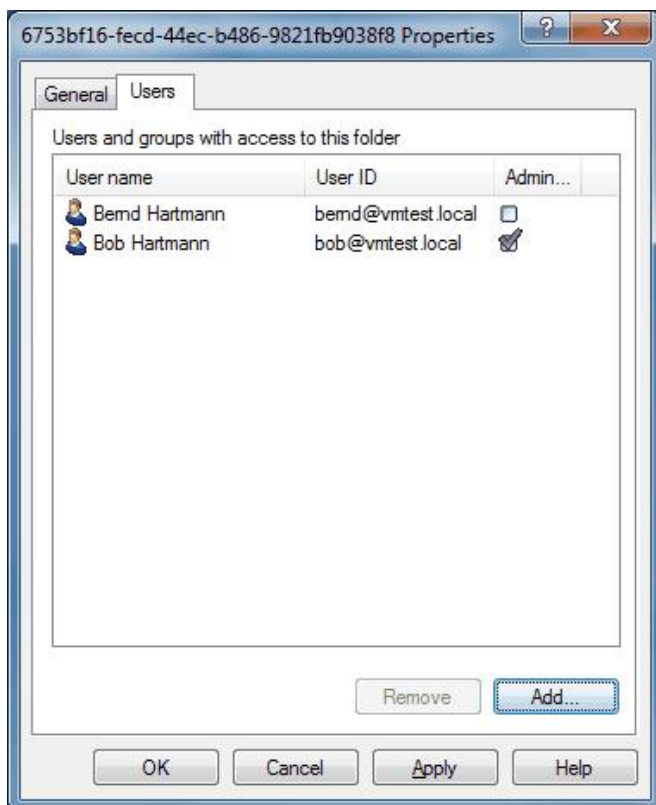 6753bf16-fecd-44ec-b486-9821fb9038f8 Properties ? X
General Users
Users and groups with access to this folder
User name User ID Admin...
Bernd Hartmann bernd@vmtest.local
Bob Hartmann bob@vmtest.local
Remove Add...
OK Cancel Apply Help